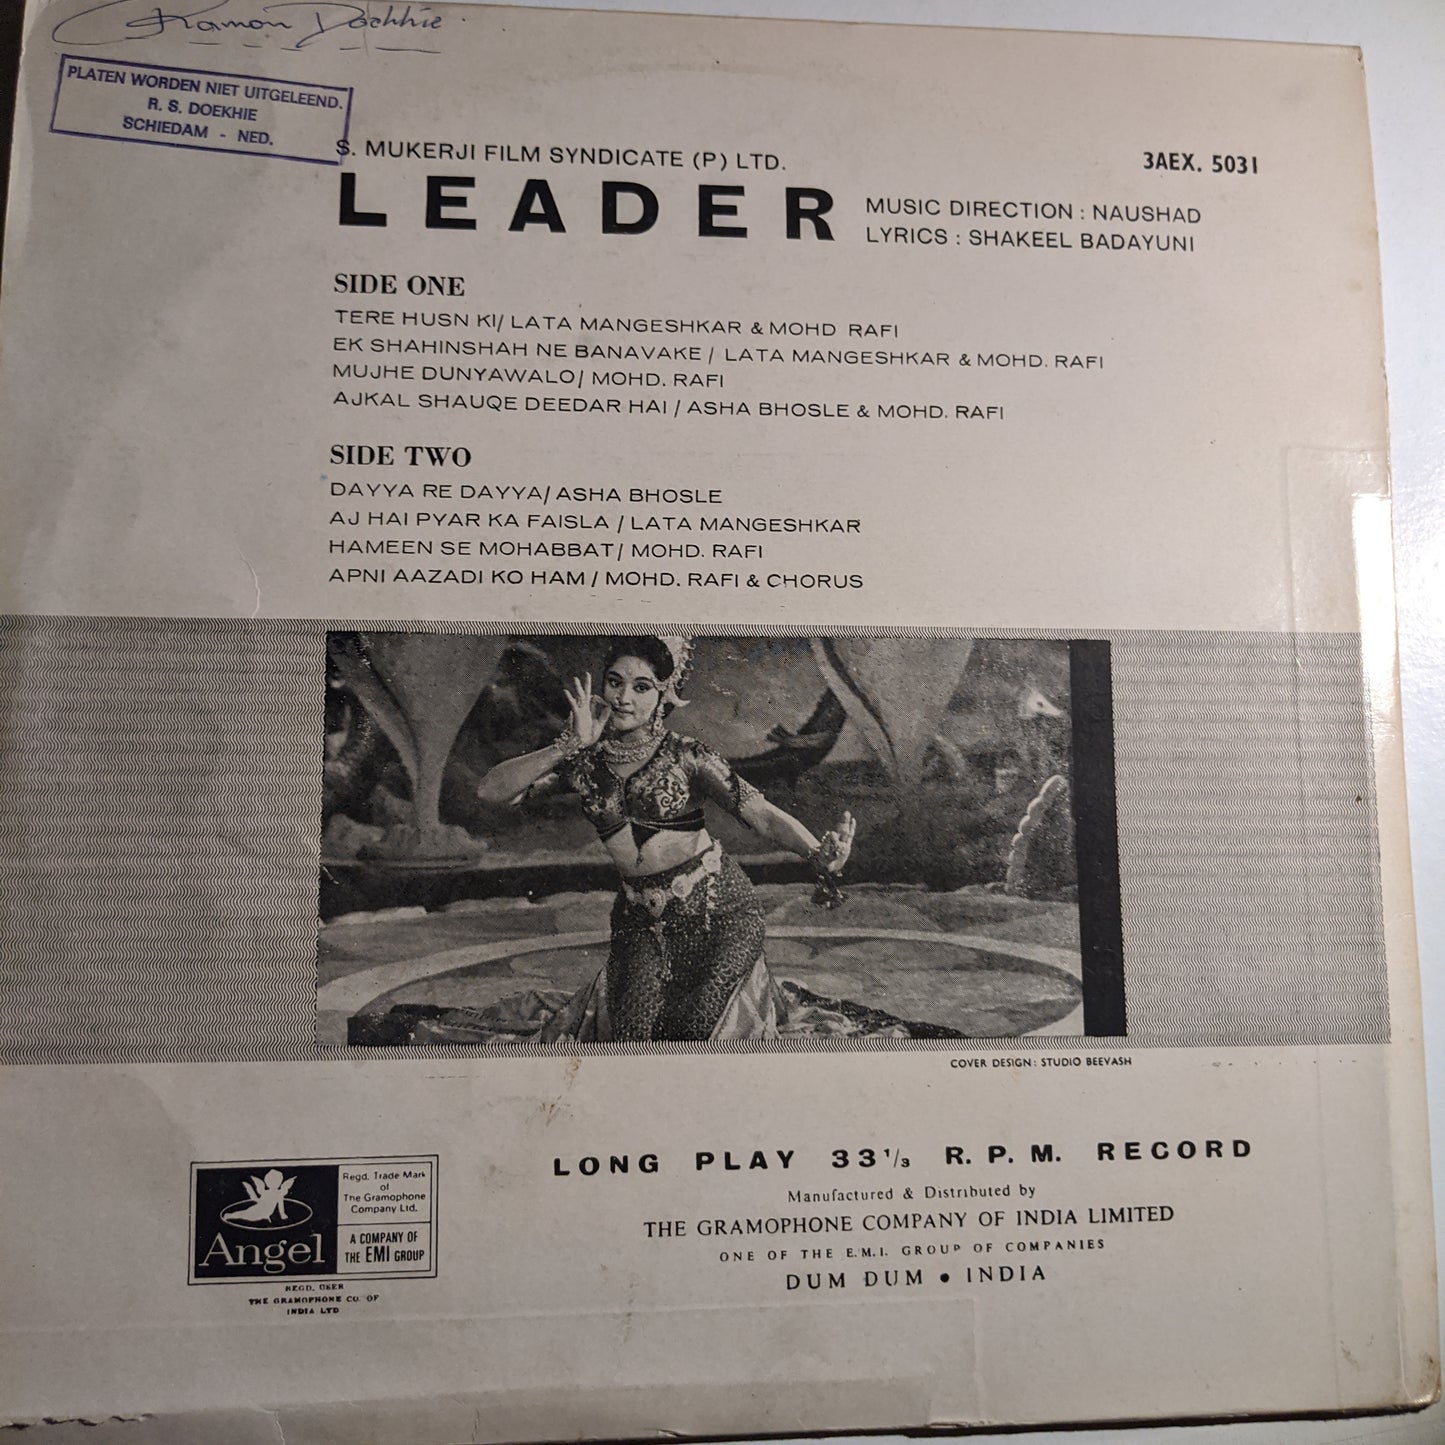 Ramon Doekhie
PLATEN WORDEN NIET UITGELEEND.
R. S. DOEKHIE
SCHIEDAM - NED.
S. MUKERJI FILM SYNDICATE (P) LTD.
3AEX. 5031
LEADER
MUSIC DIRECTION : NAUSHAD
LYRICS : SHAKEEL BADAYUNI
SIDE ONE
TERE HUSN KI/ LATA MANGESHKAR & MOHD RAFI
EK SHAHINSHAH NE BANAVAKE / LATA MANGESHKAR & MOHD. RAFI
MUJHE DUNYAWALO/ MOHD. RAFI
AJKAL SHAUQE DEEDAR HAI / ASHA BHOSLE & MOHD. RAFI
SIDE TWO
DAYYA RE DAYYA/ ASHA BHOSLE
AJ HAI PYAR KA FAISLA / LATA MANGESHKAR
HAMEEN SE MOHABBAT/ MOHD. RAFI
APNI AAZADI KO HAM / MOHD. RAFI & CHORUS
COVER DESIGN: STUDIO BEEVASH
LONG PLAY 33 1/3 R. P. M. RECORD
Manufactured & Distributed by
THE GRAMOPHONE COMPANY OF INDIA LIMITED
ONE OF THE E.M.I. GROUP OF COMPANIES
DUM DUM • INDIA
Angel
Regd. Trade Mark
of
The Gramophone
Company Ltd.
A COMPANY OF
THE EMI GROUP
REGD. USER
THE GRAMOPHONE CO. OF
INDIA LTD